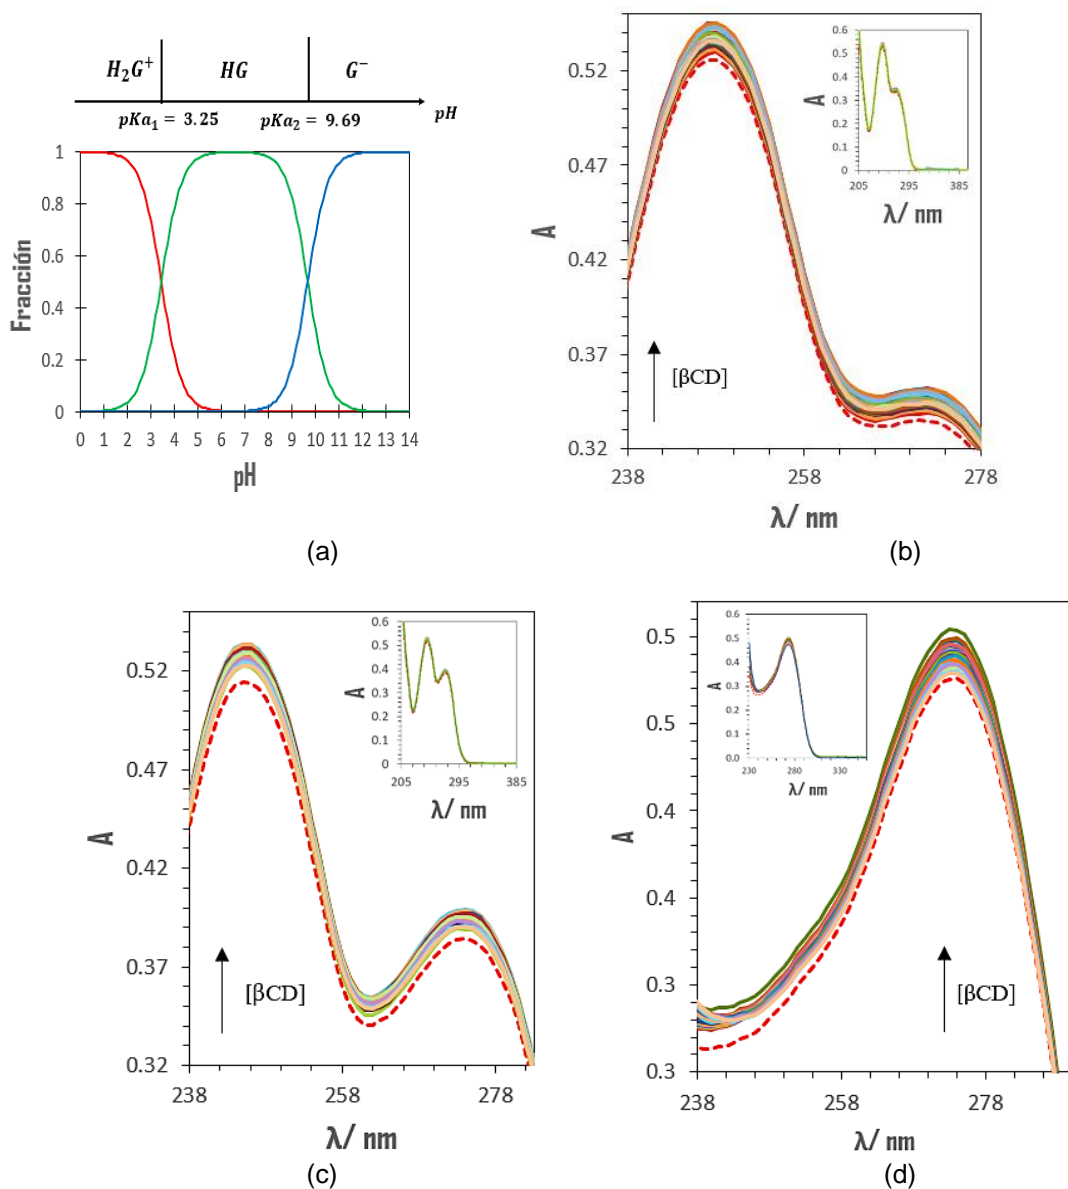 H₂G⁺ HG G⁻
pKa₁ = 3.25 pKa₂ = 9.69 pH
1
0.8
0.6
0.4
0.2
0
Fracción
0 1 2 3 4 5 6 7 8 9 10 11 12 13 14
pH
(a)
0.52
0.47
0.42
0.37
0.32
A
[βCD]
238 258 278
λ/ nm
0.6
0.5
0.4
0.3
0.2
0.1
0
A
205 295 385
λ/ nm
(b)
0.52
0.47
0.42
0.37
0.32
A
[βCD]
238 258 278
λ/ nm
0.6
0.5
0.4
0.3
0.2
0.1
0
A
205 295 385
λ/ nm
(c)
0.5
0.5
0.4
0.4
0.3
0.3
A
[βCD]
238 258 278
λ/ nm
0.6
0.5
0.4
0.3
0.2
0.1
0.0
A
230 280 330
λ/ nm
(d)